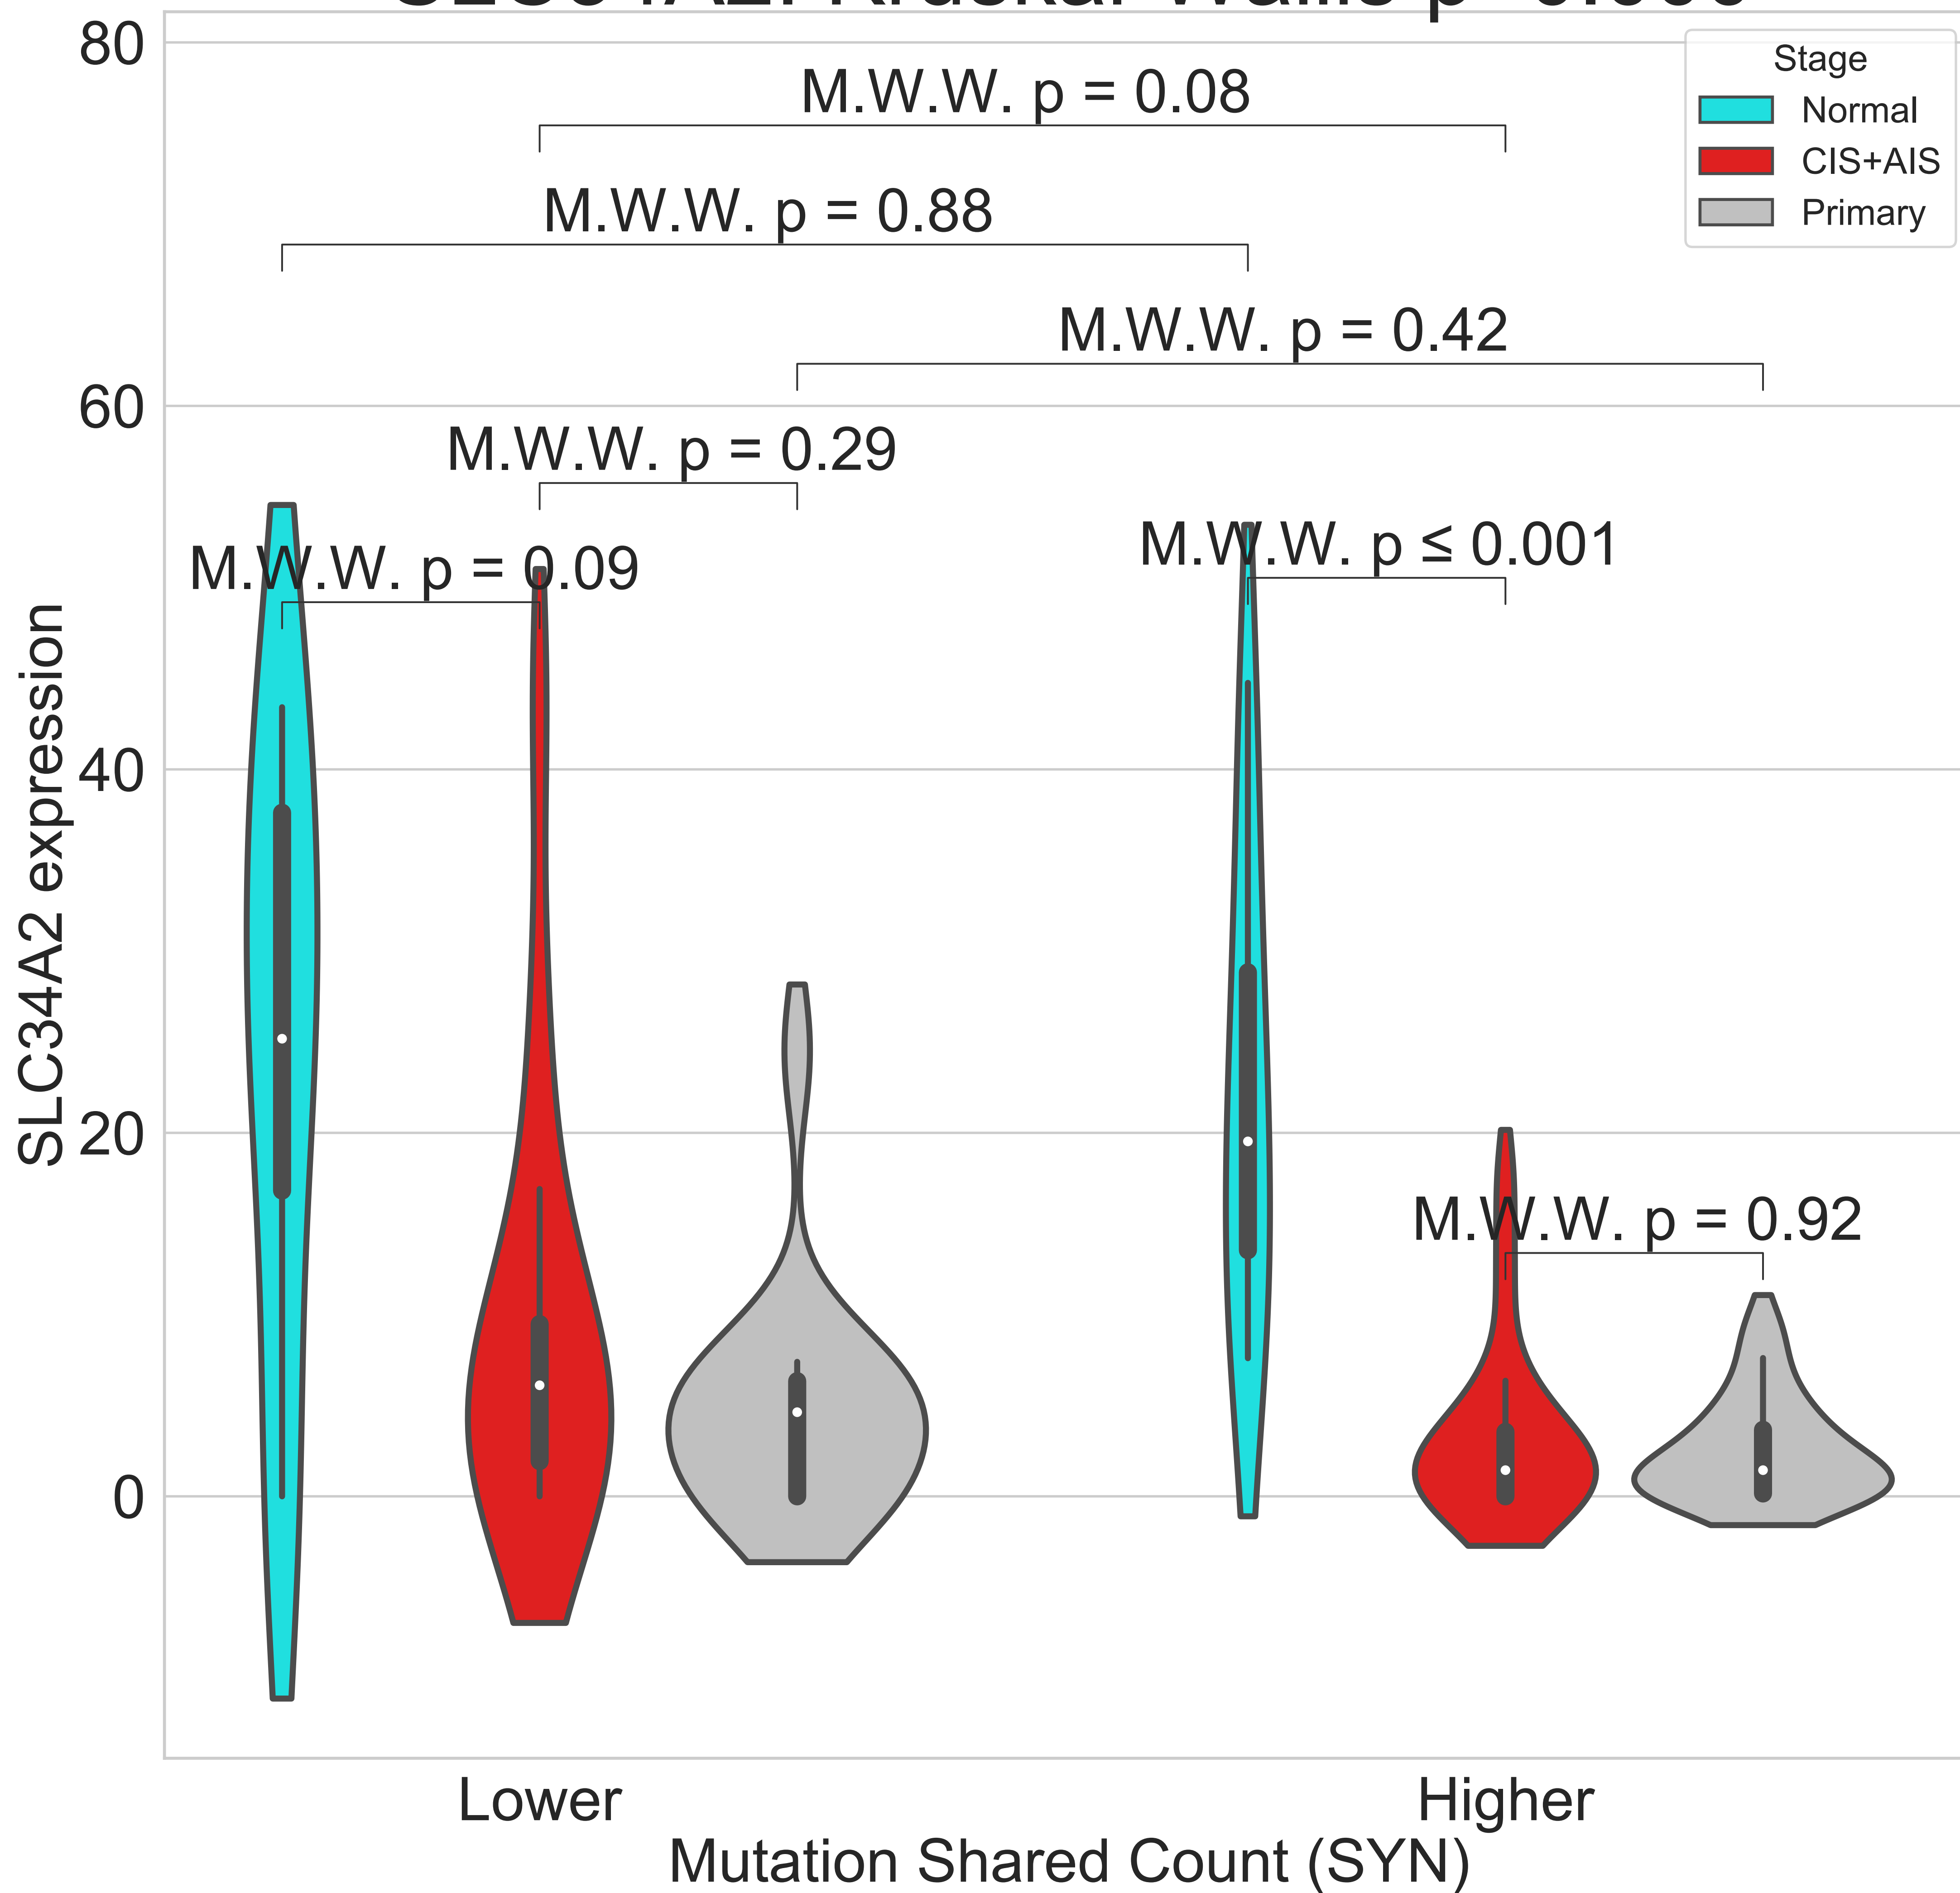 80
60
40
20
0
SLC34A2 expression
M.W.W. p = 0.08
M.W.W. p = 0.88
M.W.W. p = 0.42
M.W.W. p = 0.29
M.W.W. p = 0.09
M.W.W. p ≤ 0.001
M.W.W. p = 0.92
Stage
Normal
CIS+AIS
Primary
Lower
Higher
Mutation Shared Count (SYN)